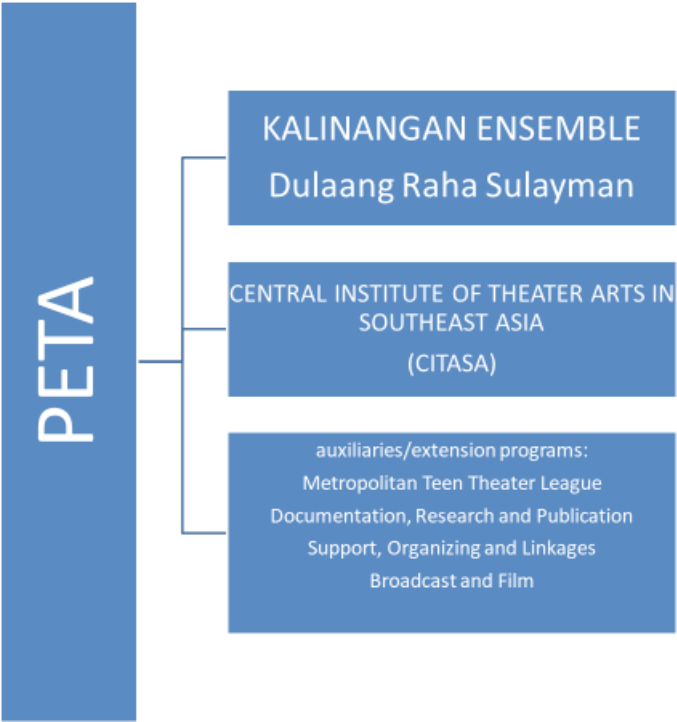 PETA
KALINANGAN ENSEMBLE
Dulaang Raha Sulayman
CENTRAL INSTITUTE OF THEATER ARTS IN
SOUTHEAST ASIA
(CITASA)
auxiliaries/extension programs:
Metropolitan Teen Theater League
Documentation, Research and Publication
Support, Organizing and Linkages
Broadcast and Film